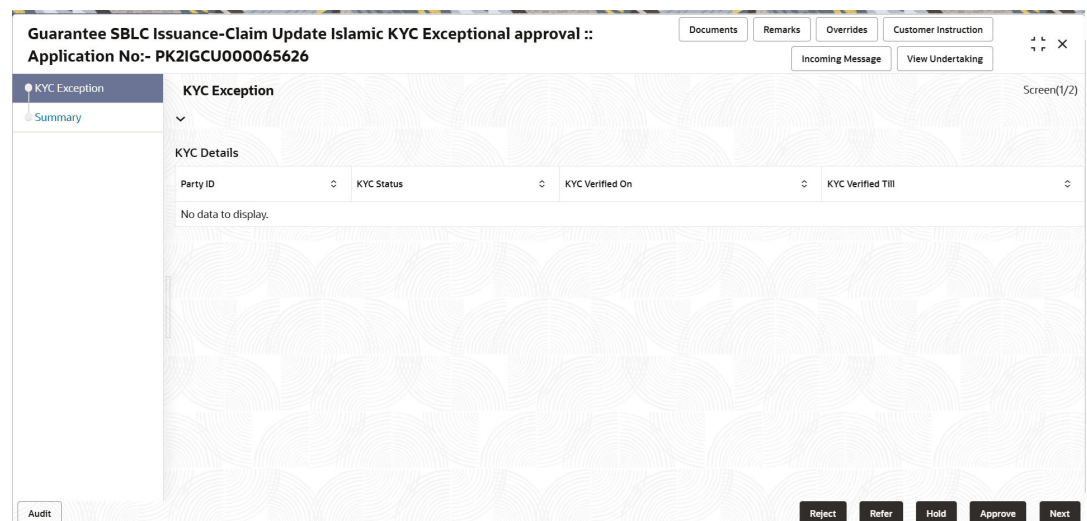 Guarantee SBLC Issuance-Claim Update Islamic KYC Exceptional approval ::
Application No:- PK2IGCU000065626
Documents Remarks Overrides Customer Instruction
Incoming Message View Undertaking
KYC Exception
Summary
KYC Exception
Screen(1/2)
KYC Details
Party ID KYC Status KYC Verified On KYC Verified Till
No data to display.
Audit Reject Refer Hold Approve Next